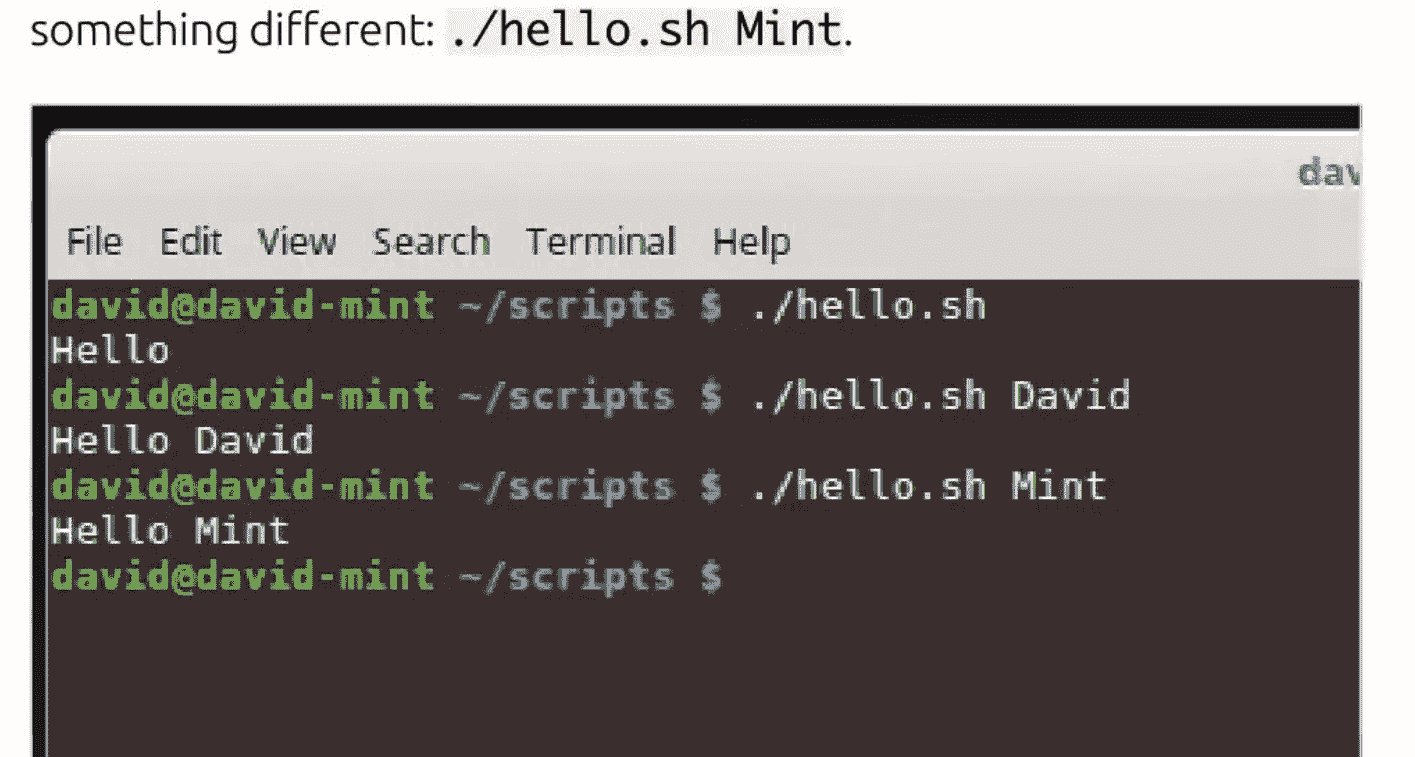 something different: ./hello.sh Mint.
dav
File Edit View Search Terminal Help
david@david-mint ~/scripts $ ./hello.sh
Hello
david@david-mint ~/scripts $ ./hello.sh David
Hello David
david@david-mint ~/scripts $ ./hello.sh Mint
Hello Mint
david@david-mint ~/scripts $